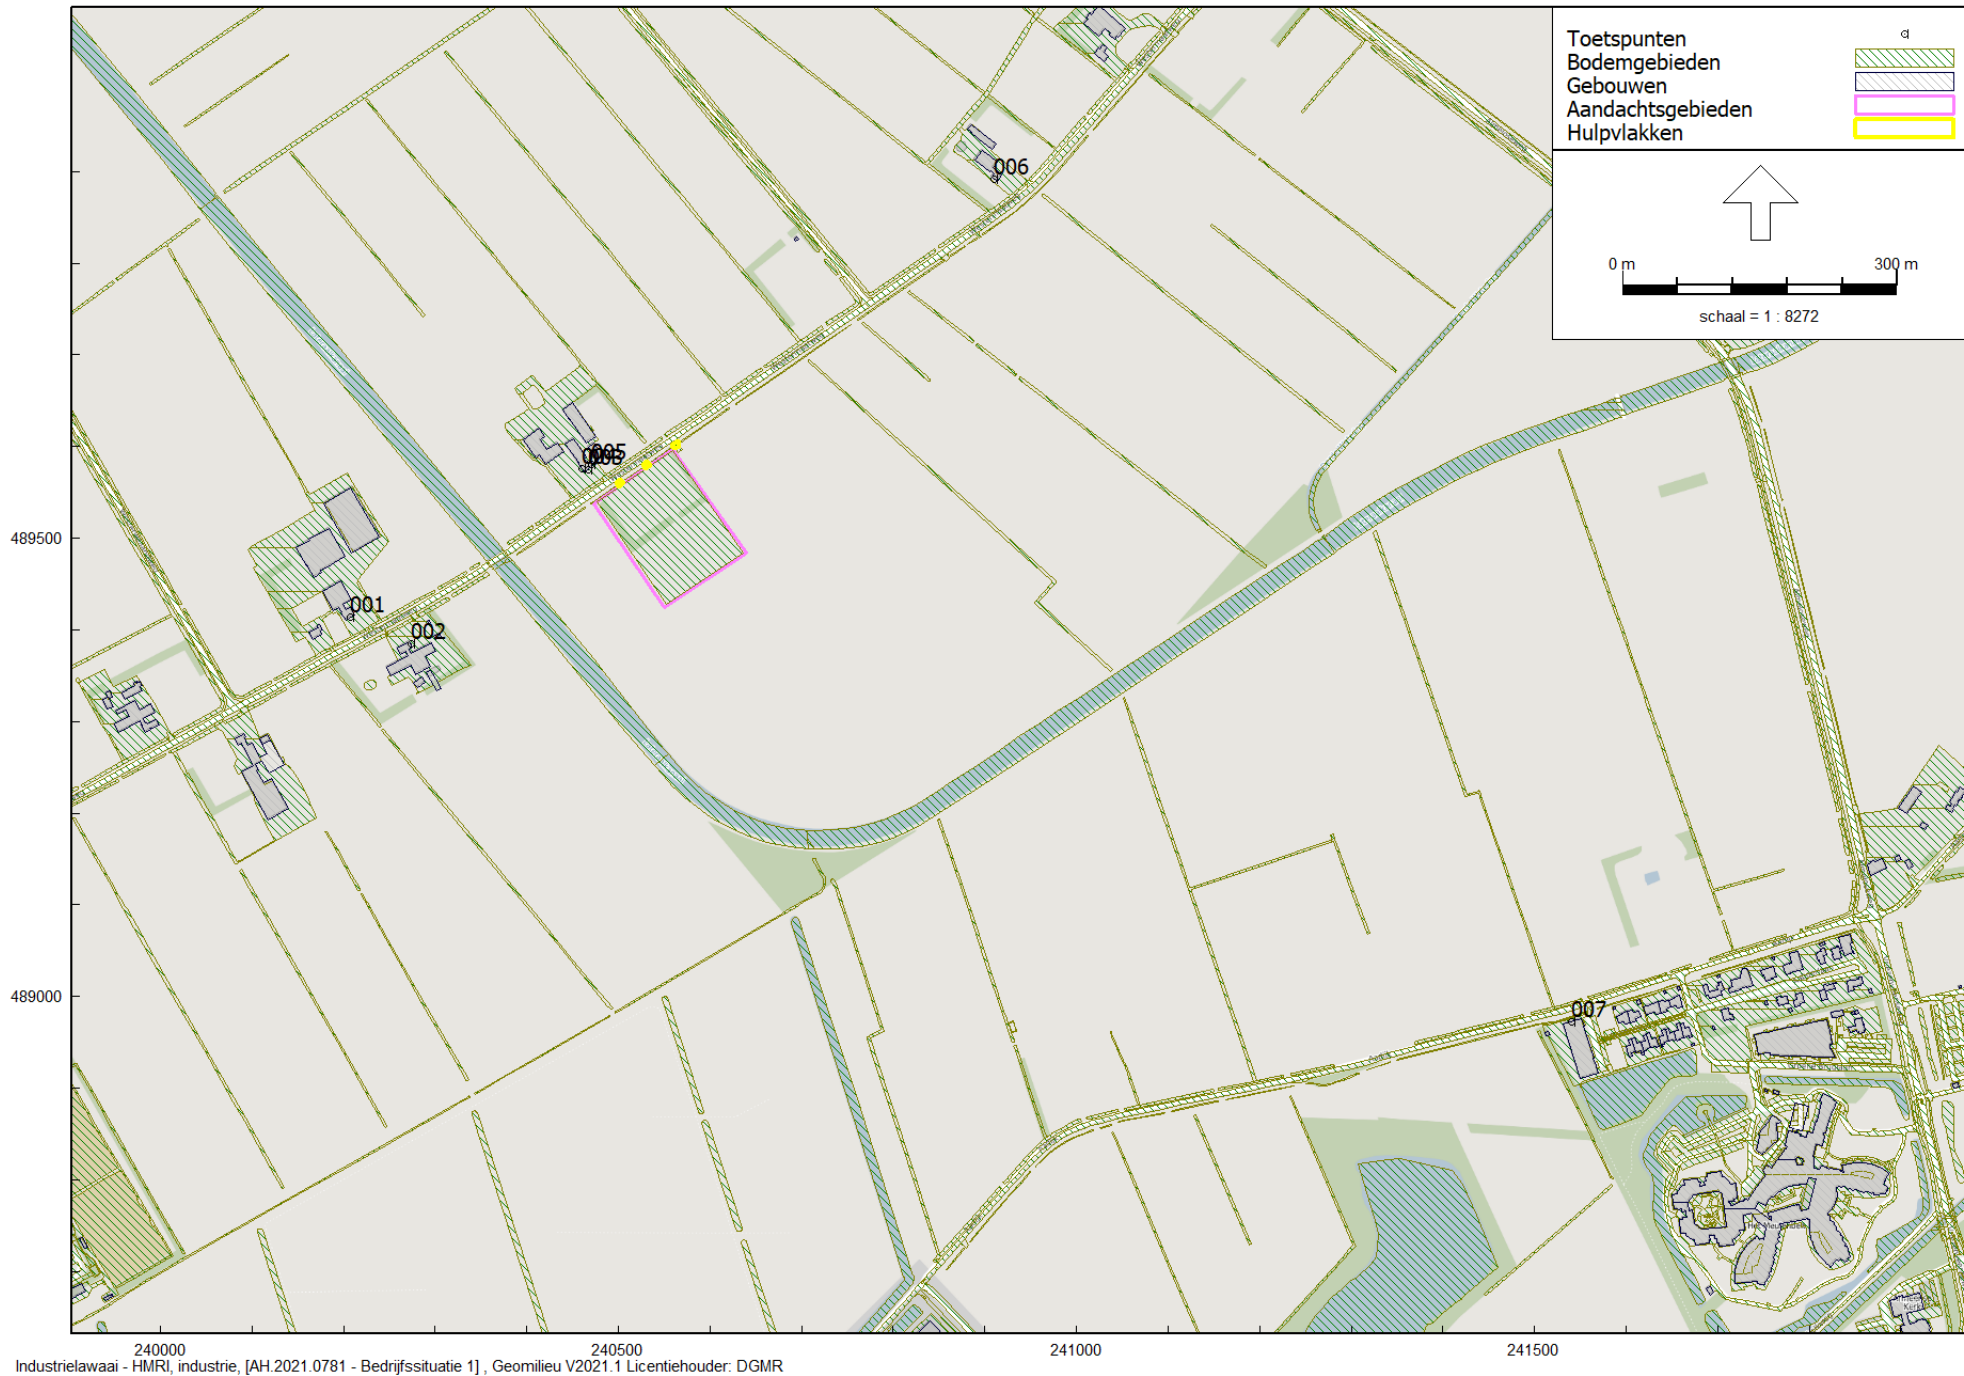 Toetspunten
Bodemgebieden
Gebouwen
Aandachtsgebieden
Hulpvlakken
0 m 300 m
schaal = 1 : 8272
006
005
001
002
007
489500
489000
240000 240500 241000 241500
Industrielawaai - HMRI, industrie, [AH.2021.0781 - Bedrijfssituatie 1] , Geomilieu V2021.1 Licentiehouder: DGMR